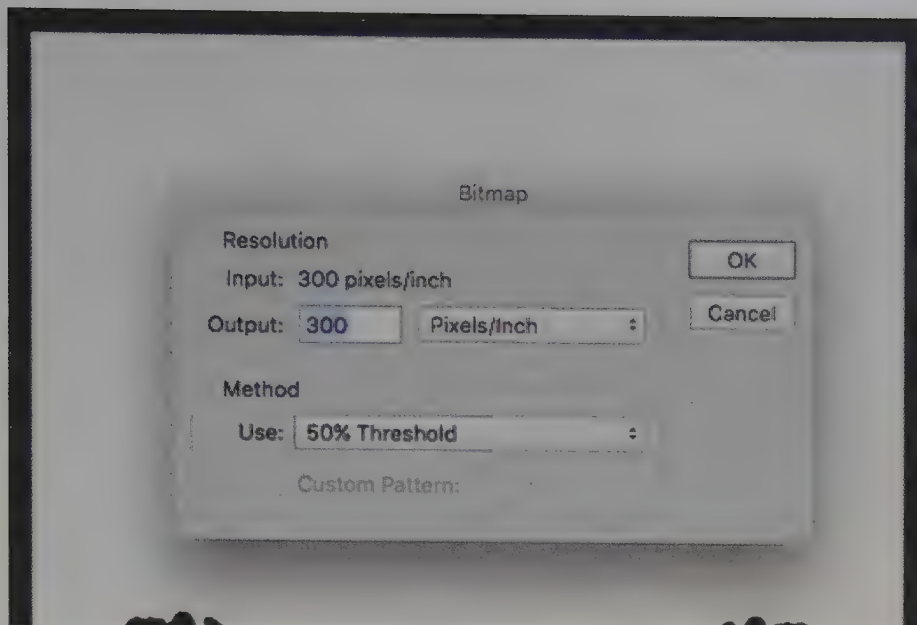 Bitmap
Resolution
Input: 300 pixels/inch
OK
Output: 300 Pixels/Inch
Cancel
Method
Use: 50% Threshold
Custom Pattern: